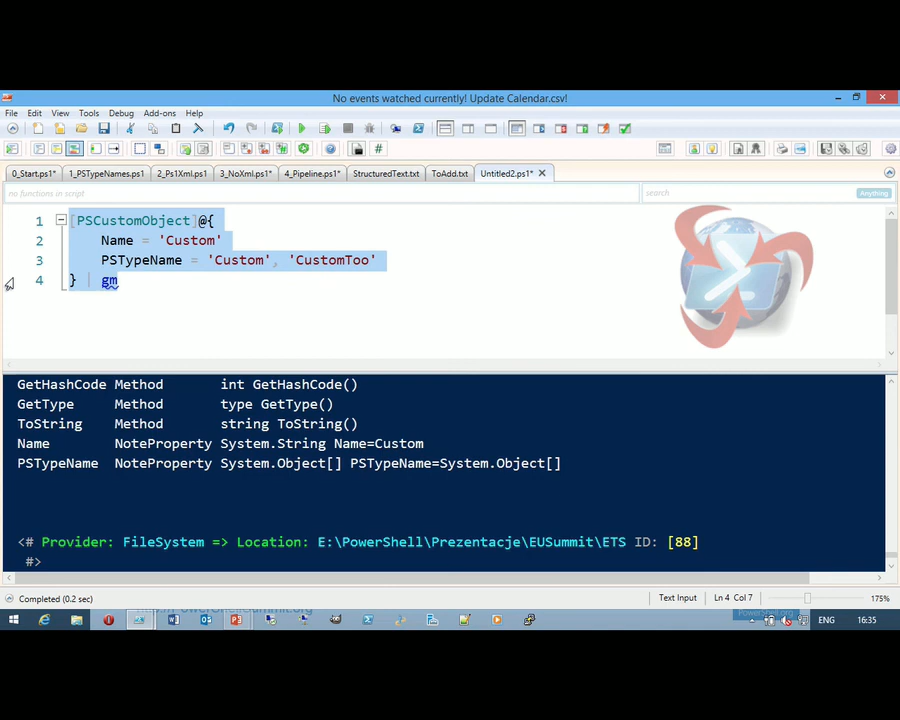 No events watched currently! Update Calendar.csv!
File Edit View Tools Debug Add-ons Help
0_Start.ps1* 1_PSTypeNames.ps1 2_Ps1Xml.ps1 3_NoXml.ps1* 4_Pipeline.ps1* StructuredText.txt ToAdd.txt Untitled2.ps1*
no functions in script search Anything
1 [PSCustomObject]@{
2 Name = 'Custom'
3 PSTypeName = 'Custom', 'CustomToo'
4 } | gm
GetHashCode Method int GetHashCode()
GetType Method type GetType()
ToString Method string ToString()
Name NoteProperty System.String Name=Custom
PSTypeName NoteProperty System.Object[] PSTypeName=System.Object[]
<# Provider: FileSystem => Location: E:\PowerShell\Prezentacje\EUSummit\ETS ID: [88]
#>
Completed (0.2 sec) Text Input Ln 4 Col 7 175%
http://PowerShellSummit.org
PowerShell.org
ENG 16:35